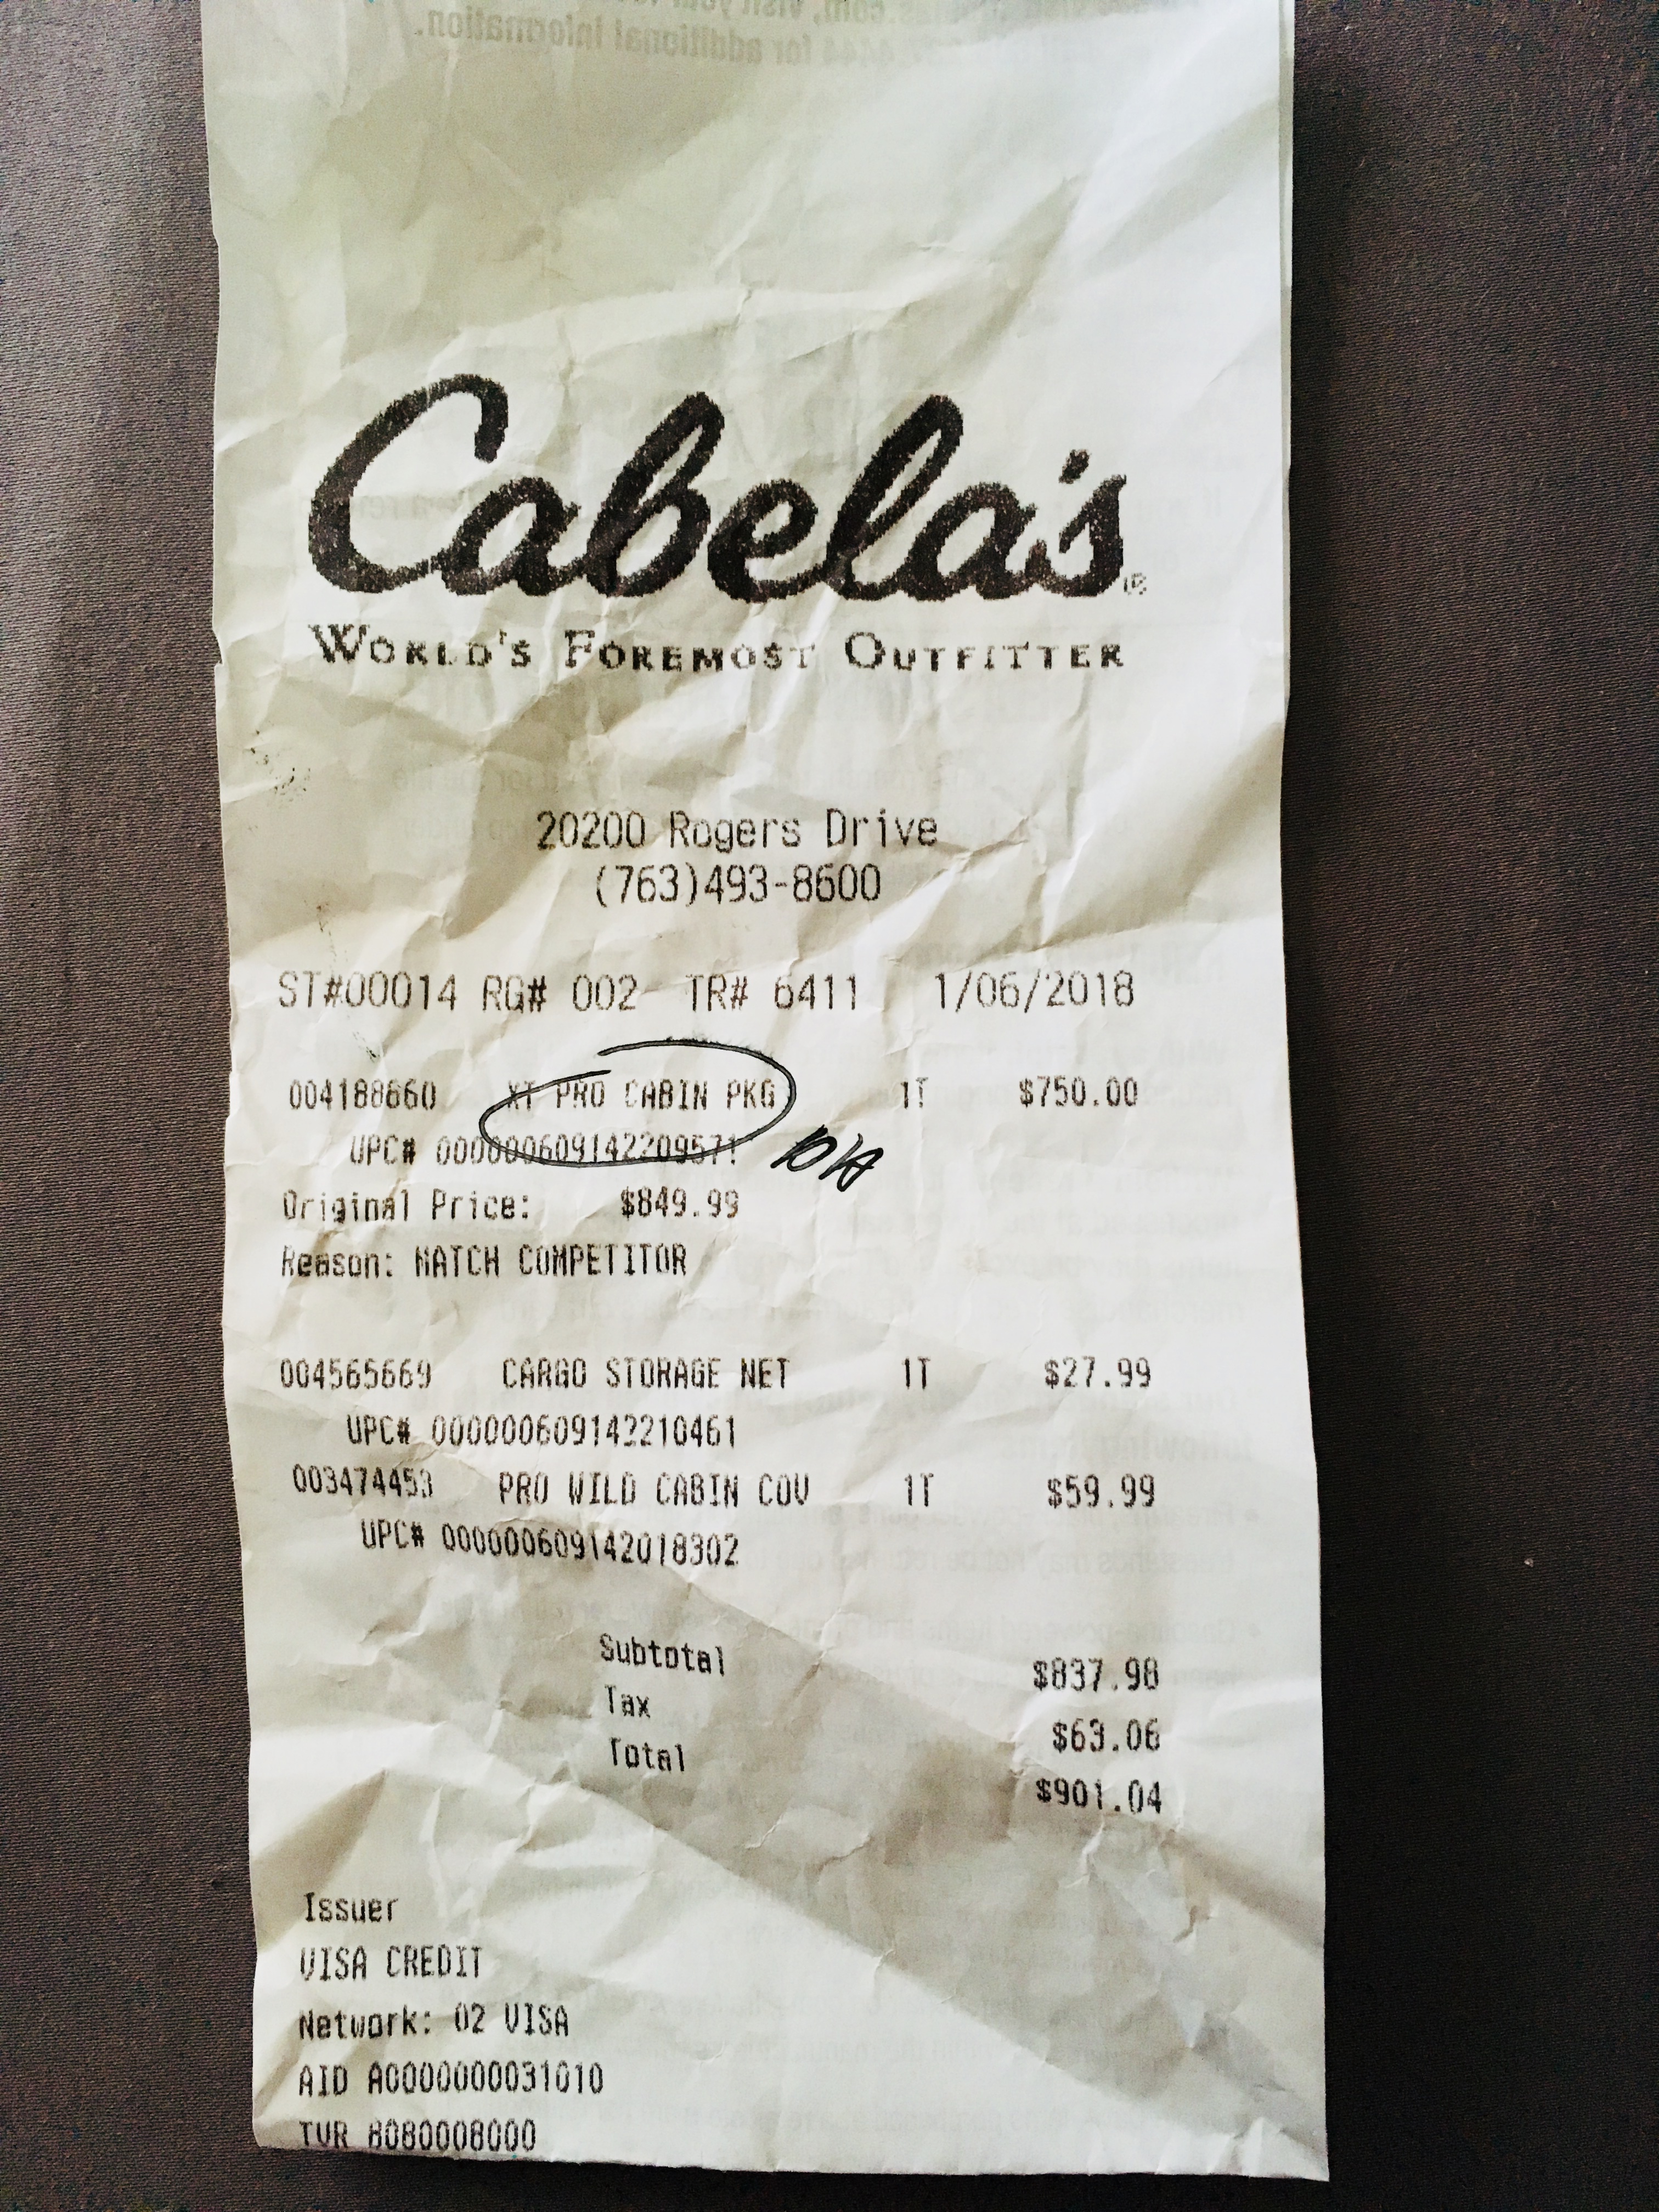 Cabela's®
WORLD'S FOREMOST OUTFITTER
20200 Rogers Drive
(763)493-8600
ST#00014 RG# 002 TR# 6411 1/06/2018
004188660 XT PRO CABIN PKG 1T $750.00
UPC# 000000609142209571
Original Price: $849.99
Reason: MATCH COMPETITOR
004565669 CARGO STORAGE NET 1T $27.99
UPC# 000000609142210461
003474453 PRO WILD CABIN COV 1T $59.99
UPC# 000000609142018302
Subtotal $837.98
Tax $63.06
Total $901.04
Issuer
VISA CREDIT
Network: 02 VISA
AID A0000000031010
TVR 8080008000